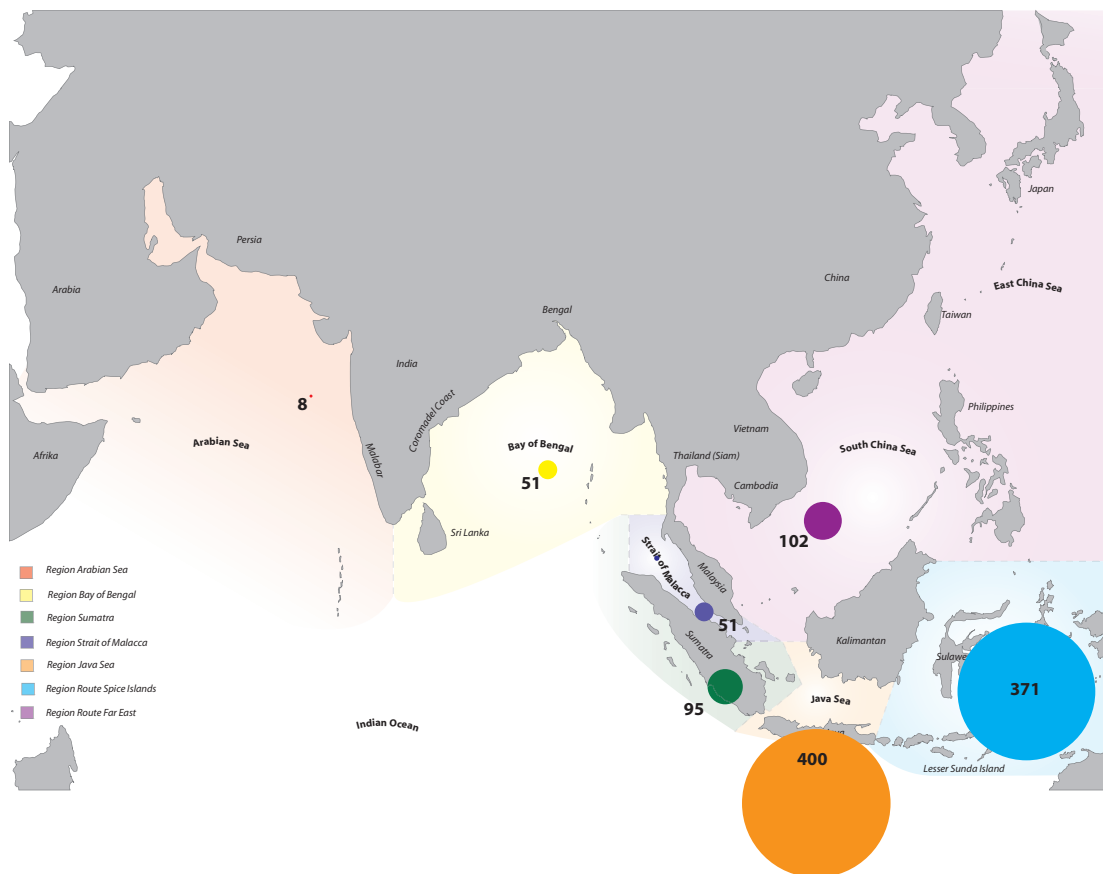 Japan
Persia
East China Sea
China
Arabia
Bengal
Tawian
India
8
Coromadel Coast
Philippines
Vietnam
Arabian Sea
Bay of Bengal
South China Sea
Afrika
Malabar
Thailand (Siam)
51
Cambodia
Sri Lanka
102
Strait of Malacca
Malaysia
Region Arabian Sea
Region Bay of Bengal
Region Sumatra
Region Strait of Malacca
Region Java Sea
Region Route Spice Islands
Region Route Far East
51
Sumatra
Kalimantan
371
95
Java Sea
Indian Ocean
400
Lesser Sunda Island